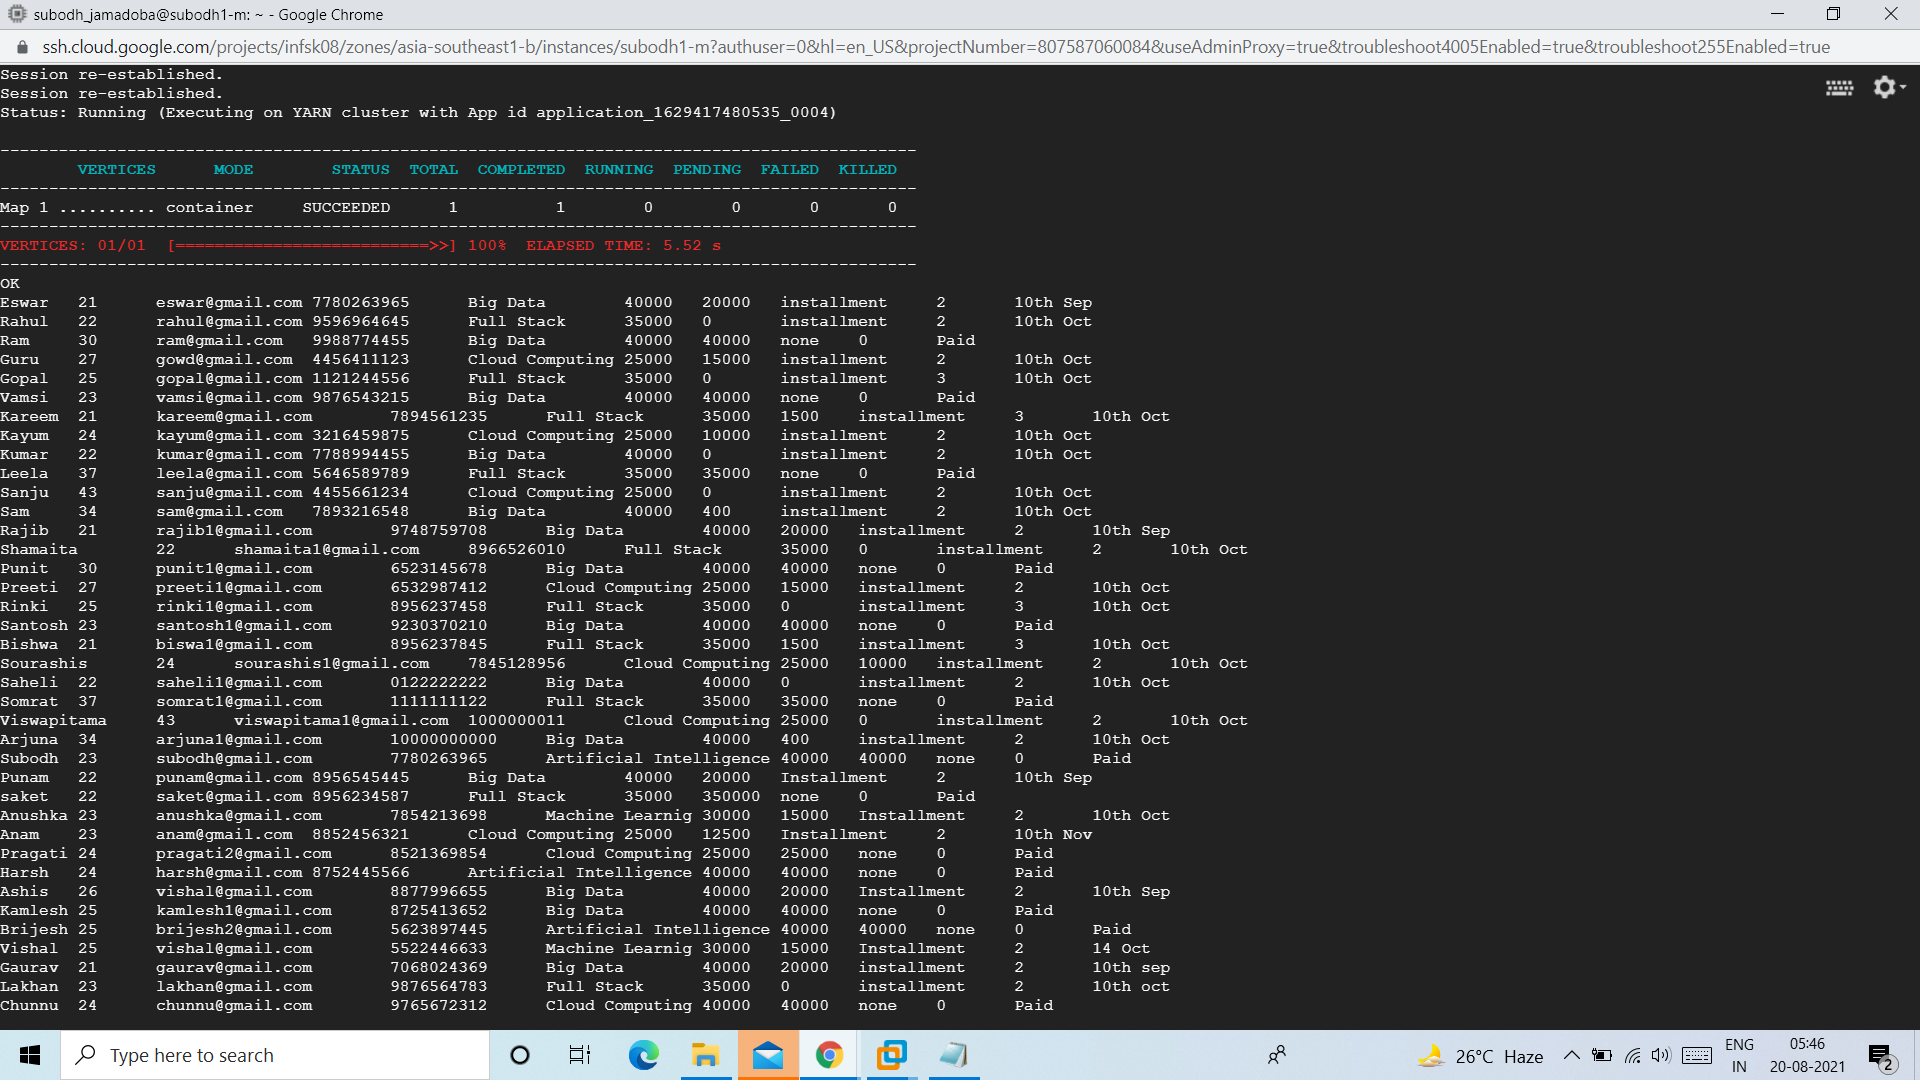 subodh_jamadoba@subodh1-m: ~ - Google Chrome
ssh.cloud.google.com/projects/infsk08/zones/asia-southeast1-b/instances/subodh1-m?authuser=0&hl=en_US&projectNumber=807587060084&useAdminProxy=true&troubleshoot4005Enabled=true&troubleshoot255Enabled=true
Session re-established.
Session re-established.
Status: Running (Executing on YARN cluster with App id application_1629417480535_0004)
----------------------------------------------------------------------------------------------
VERTICES MODE STATUS TOTAL COMPLETED RUNNING PENDING FAILED KILLED
----------------------------------------------------------------------------------------------
Map 1 .......... container SUCCEEDED 1 1 0 0 0 0
----------------------------------------------------------------------------------------------
VERTICES: 01/01 [==========================>>] 100% ELAPSED TIME: 5.52 s
----------------------------------------------------------------------------------------------
OK
Eswar 21 eswar@gmail.com 7780263965 Big Data 40000 20000 installment 2 10th Sep
Rahul 22 rahul@gmail.com 9596964645 Full Stack 35000 0 installment 2 10th Oct
Ram 30 ram@gmail.com 9988774455 Big Data 40000 40000 none 0 Paid
Guru 27 gowd@gmail.com 4456411123 Cloud Computing 25000 15000 installment 2 10th Oct
Gopal 25 gopal@gmail.com 1121244556 Full Stack 35000 0 installment 3 10th Oct
Vamsi 23 vamsi@gmail.com 9876543215 Big Data 40000 40000 none 0 Paid
Kareem 21 kareem@gmail.com 7894561235 Full Stack 35000 1500 installment 3 10th Oct
Kayum 24 kayum@gmail.com 3216459875 Cloud Computing 25000 10000 installment 2 10th Oct
Kumar 22 kumar@gmail.com 7788994455 Big Data 40000 0 installment 2 10th Oct
Leela 37 leela@gmail.com 5646589789 Full Stack 35000 35000 none 0 Paid
Sanju 43 sanju@gmail.com 4455661234 Cloud Computing 25000 0 installment 2 10th Oct
Sam 34 sam@gmail.com 7893216548 Big Data 40000 400 installment 2 10th Oct
Rajib 21 rajib1@gmail.com 9748759708 Big Data 40000 20000 installment 2 10th Sep
Shamaita 22 shamaita1@gmail.com 8966526010 Full Stack 35000 0 installment 2 10th Oct
Punit 30 punit1@gmail.com 6523145678 Big Data 40000 40000 none 0 Paid
Preeti 27 preeti1@gmail.com 6532987412 Cloud Computing 25000 15000 installment 2 10th Oct
Rinki 25 rinki1@gmail.com 8956237458 Full Stack 35000 0 installment 3 10th Oct
Santosh 23 santosh1@gmail.com 9230370210 Big Data 40000 40000 none 0 Paid
Bishwa 21 biswa1@gmail.com 8956237845 Full Stack 35000 1500 installment 3 10th Oct
Sourashis 24 sourashis1@gmail.com 7845128956 Cloud Computing 25000 10000 installment 2 10th Oct
Saheli 22 saheli1@gmail.com 0122222222 Big Data 40000 0 installment 2 10th Oct
Somrat 37 somrat1@gmail.com 1111111122 Full Stack 35000 35000 none 0 Paid
Viswapitama 43 viswapitama1@gmail.com 1000000011 Cloud Computing 25000 0 installment 2 10th Oct
Arjuna 34 arjuna1@gmail.com 10000000000 Big Data 40000 400 installment 2 10th Oct
Subodh 23 subodh@gmail.com 7780263965 Artificial Intelligence 40000 40000 none 0 Paid
Punam 22 punam@gmail.com 8956545445 Big Data 40000 20000 Installment 2 10th Sep
saket 22 saket@gmail.com 8956234587 Full Stack 35000 350000 none 0 Paid
Anushka 23 anushka@gmail.com 7854213698 Machine Learnig 30000 15000 Installment 2 10th Oct
Anam 23 anam@gmail.com 8852456321 Cloud Computing 25000 12500 Installment 2 10th Nov
Pragati 24 pragati2@gmail.com 8521369854 Cloud Computing 25000 25000 none 0 Paid
Harsh 24 harsh@gmail.com 8752445566 Artificial Intelligence 40000 40000 none 0 Paid
Ashis 26 vishal@gmail.com 8877996655 Big Data 40000 20000 Installment 2 10th Sep
Kamlesh 25 kamlesh1@gmail.com 8725413652 Big Data 40000 40000 none 0 Paid
Brijesh 25 brijesh2@gmail.com 5623897445 Artificial Intelligence 40000 40000 none 0 Paid
Vishal 25 vishal@gmail.com 5522446633 Machine Learnig 30000 15000 Installment 2 14 Oct
Gaurav 21 gaurav@gmail.com 7068024369 Big Data 40000 20000 installment 2 10th sep
Lakhan 23 lakhan@gmail.com 9876564783 Full Stack 35000 0 installment 2 10th oct
Chunnu 24 chunnu@gmail.com 9765672312 Cloud Computing 40000 40000 none 0 Paid
Type here to search
26°C Haze
ENG
IN
05:46
20-08-2021
2